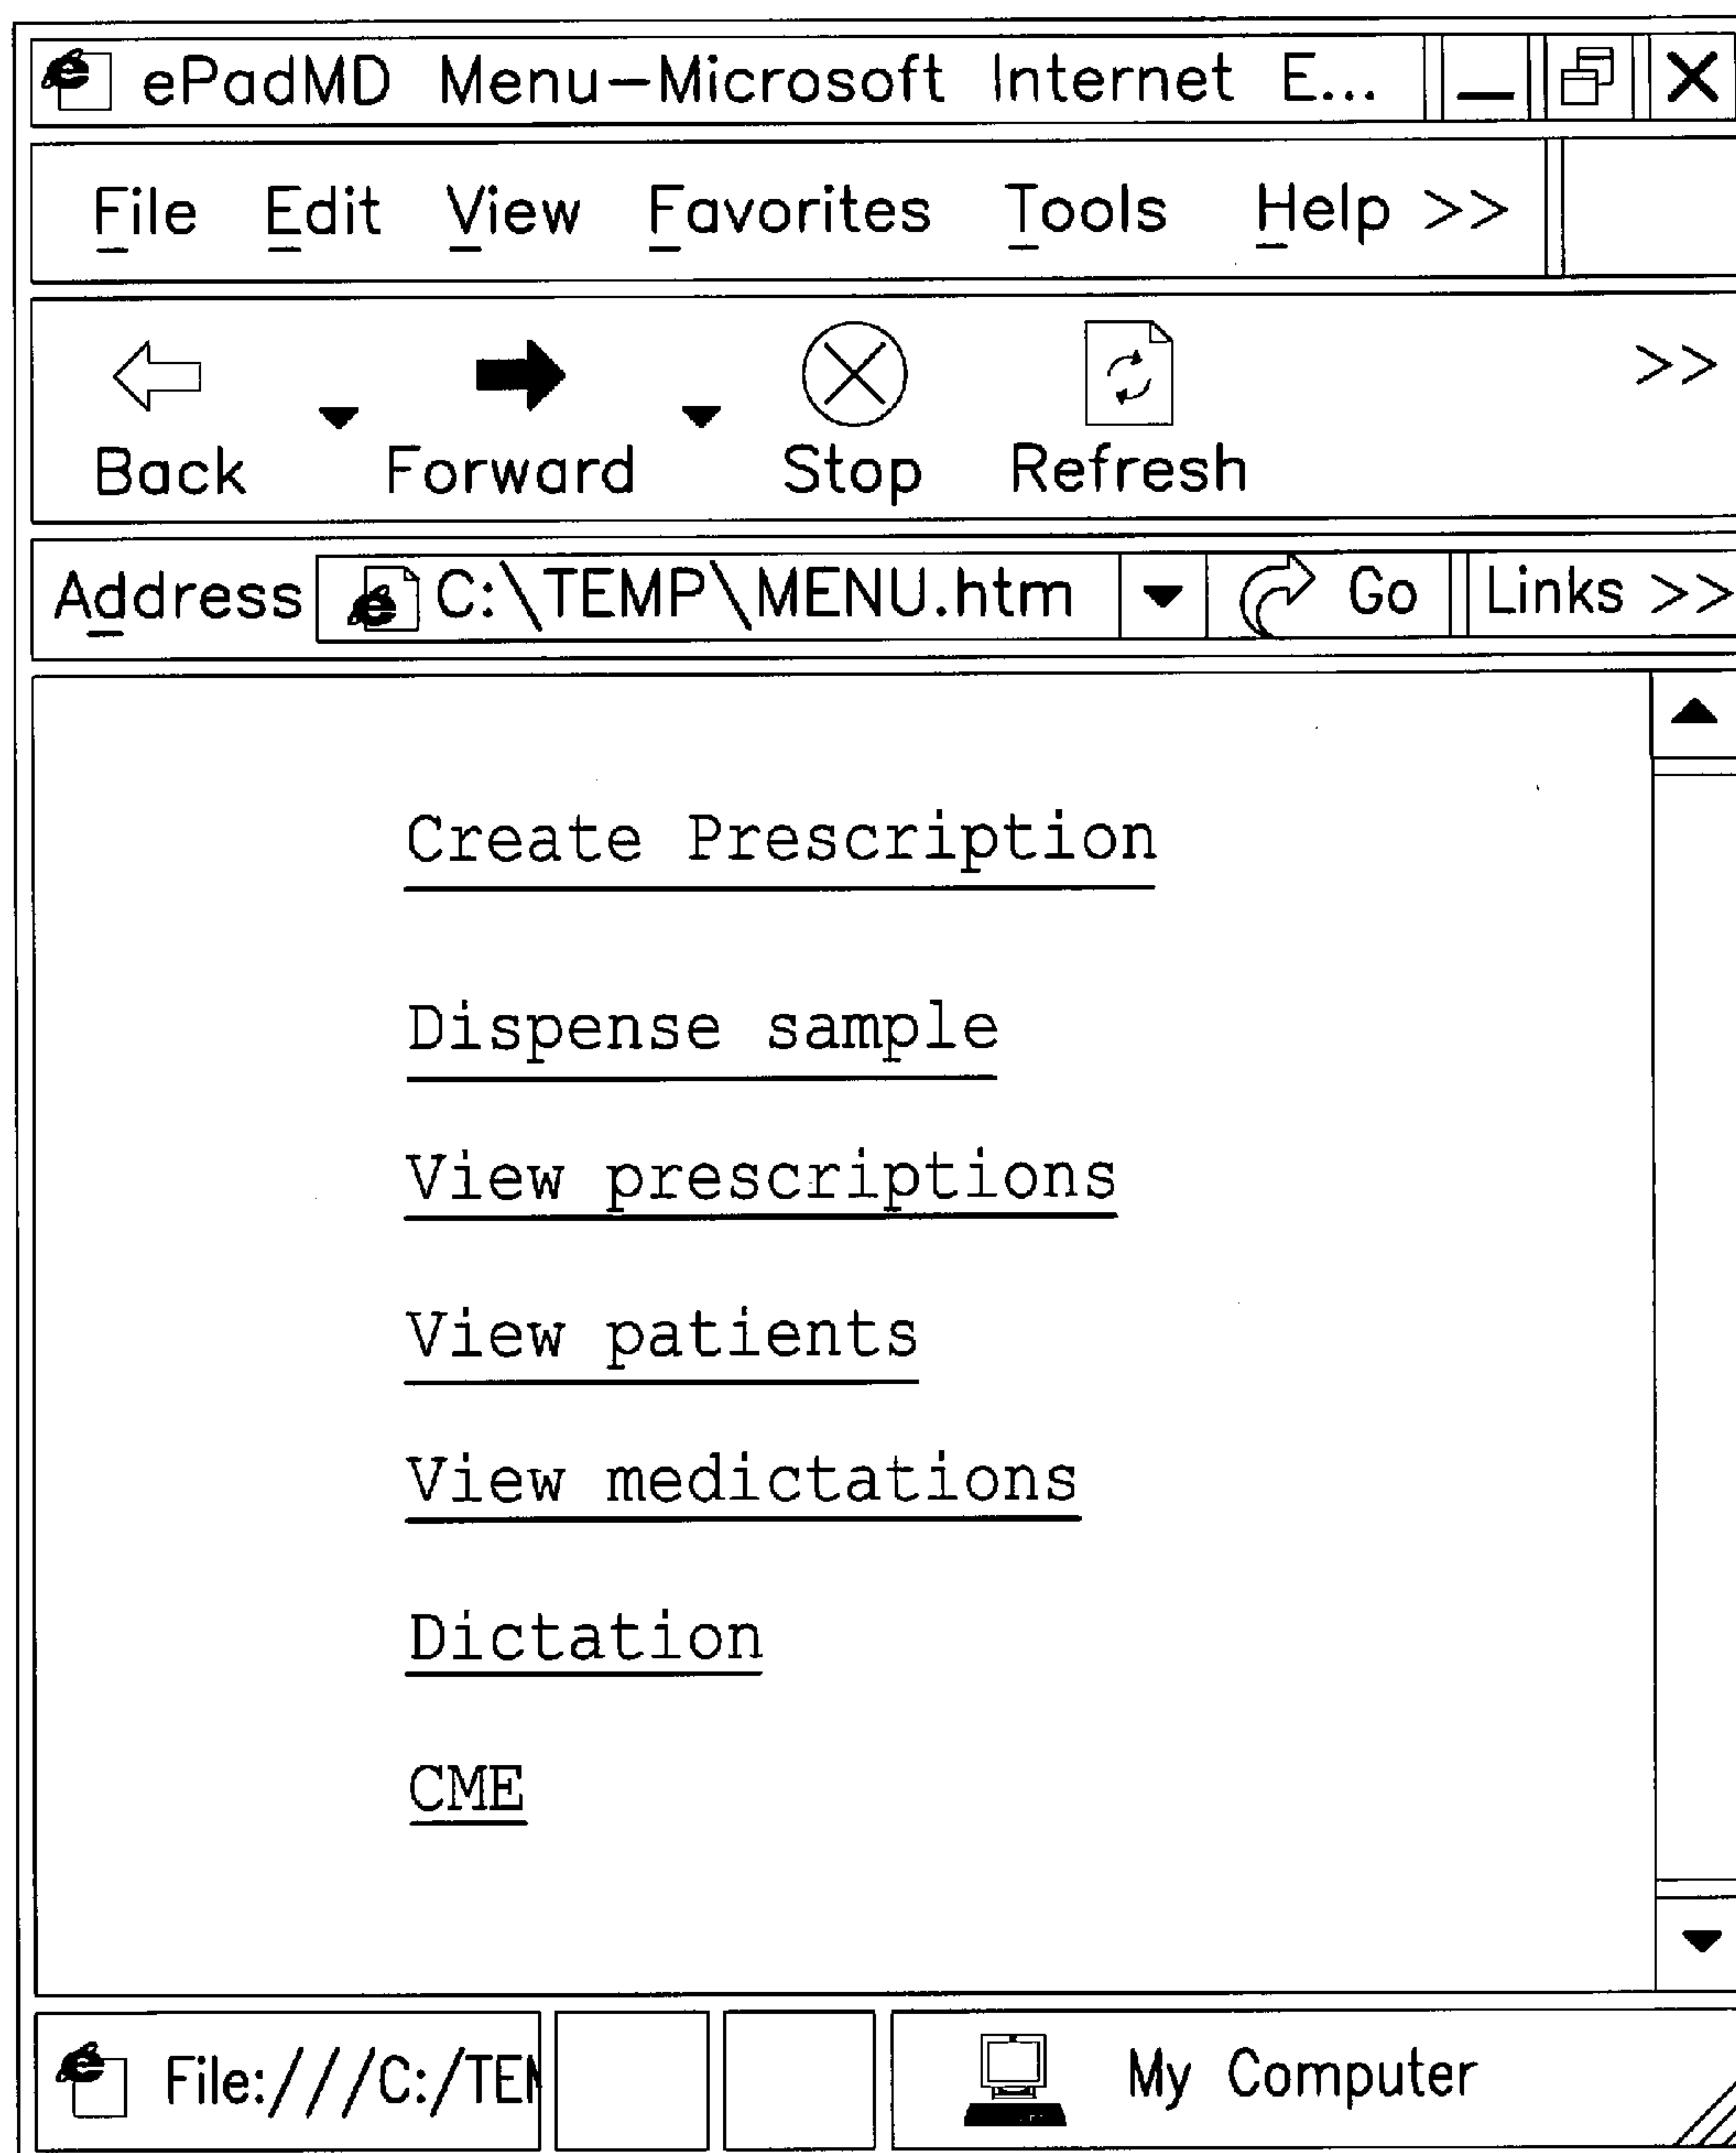 ePadMD Menu-Microsoft Internet E...
File Edit View Favorites Tools Help >>
>>
Back Forward Stop Refresh
Address C:\TEMP\MENU.htm Go Links >>
Create Prescription
Dispense sample
View prescriptions
View patients
View medictations
Dictation
CME
File:///C:/TEM My Computer